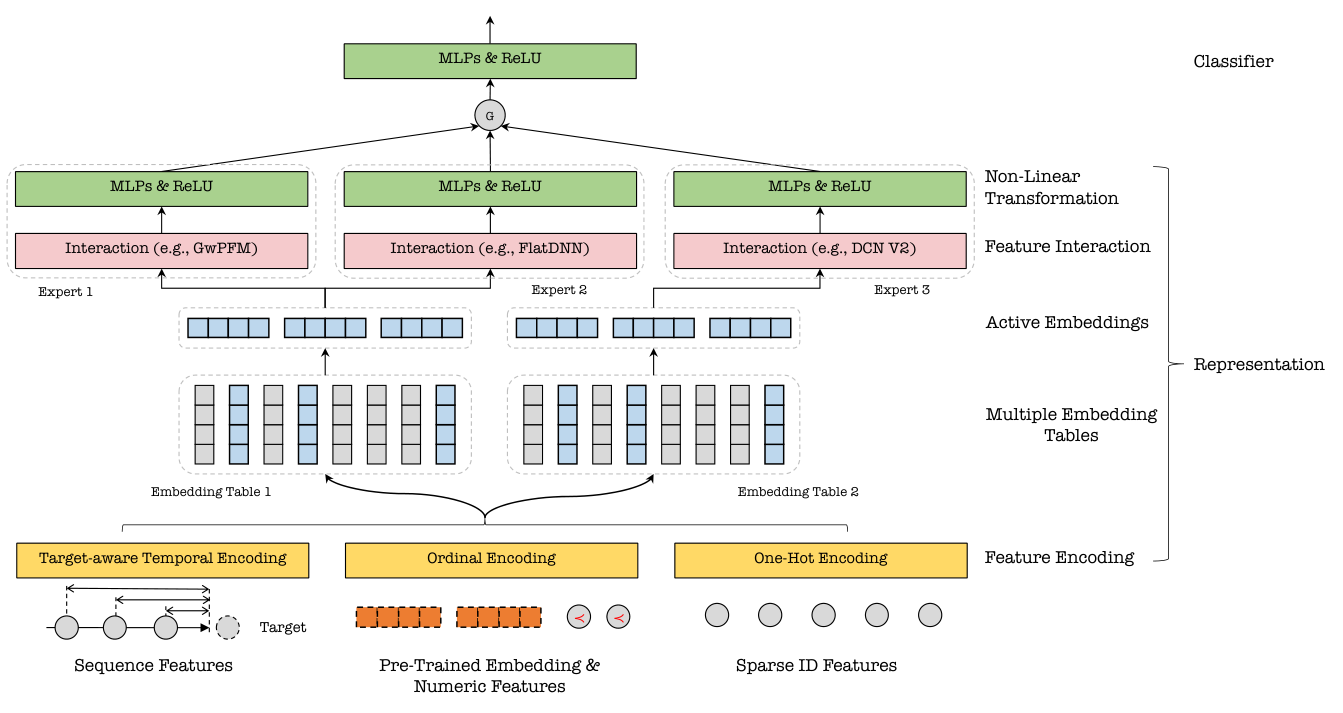 MLPs & ReLU
Classifier
G
MLPs & ReLU
MLPs & ReLU
MLPs & ReLU
Non-Linear
Transformation
Interaction (e.g., GwPFM)
Interaction (e.g., FlatDNN)
Interaction (e.g., DCN V2)
Feature Interaction
Expert 1
Expert 2
Expert 3
Active Embeddings
Representation
Multiple Embedding
Tables
Embedding Table 1
Embedding Table 2
Target-aware Temporal Encoding
Ordinal Encoding
One-Hot Encoding
Feature Encoding
≺
≺
Target
Sequence Features
Pre-Trained Embedding &
Numeric Features
Sparse ID Features